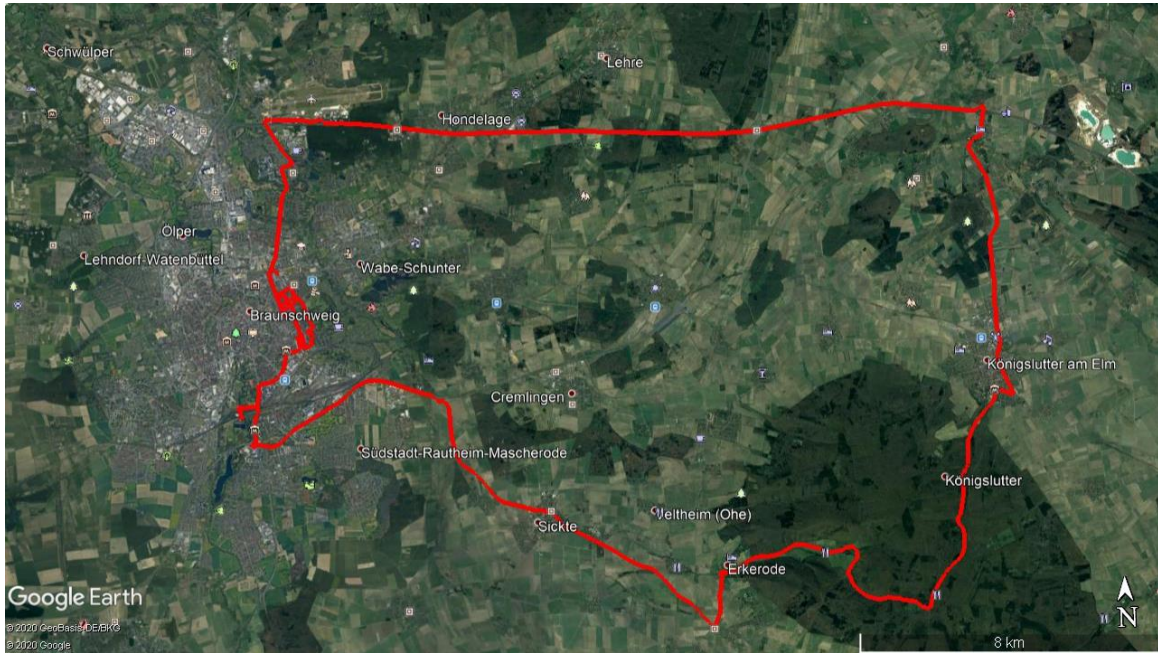 Schwülper
Lehre
Hondelage
Ölper
Lehndorf-Watenbüttel
Wabe-Schunter
Braunschweig
Königslutter am Elm
Cremlingen
Südstadt-Rautheim-Mascherode
Königslutter
Sickte
Veltheim (Ohe)
Erkerode
Google Earth
© 2020 GeoBasis-DE/BKG
© 2020 Google
N
8 km